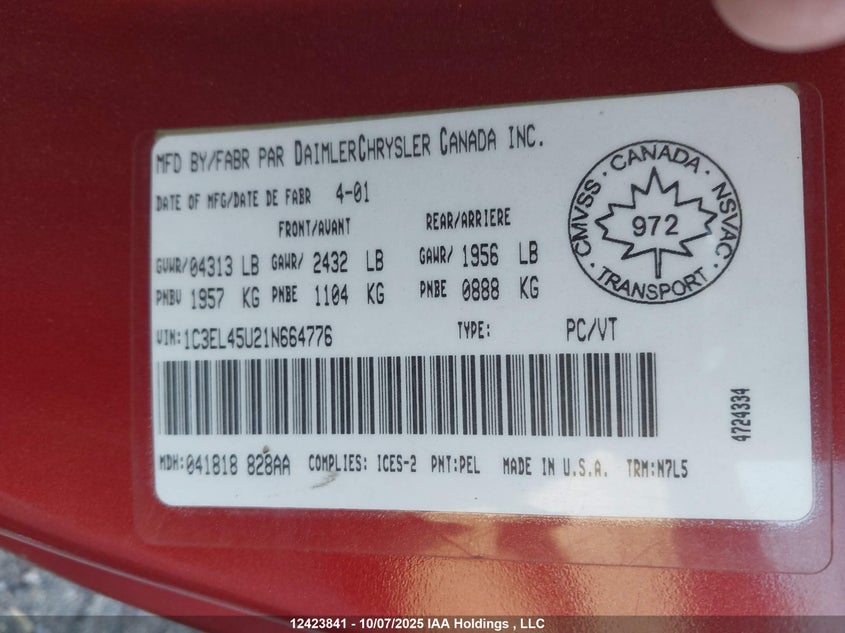 MFD BY/FABR PAR DAIMLERCHRYSLER CANADA INC.
DATE OF MFG/DATE DE FABR 4-01
FRONT/AVANT REAR/ARRIERE
GVWR/04313 LB GAWR/ 2432 LB GAWR/ 1956 LB
PNBV 1957 KG PNBE 1104 KG PNBE 0888 KG
VIN:1C3EL45U21N664776 TYPE: PC/VT
MDH:041818 828AA COMPLIES: ICES-2 PNT:PEL MADE IN U.S.A. TRM:N7L5
CMVSS · CANADA · NSVAC · TRANSPORT ·
972
4724334
12423841 - 10/07/2025 IAA Holdings , LLC